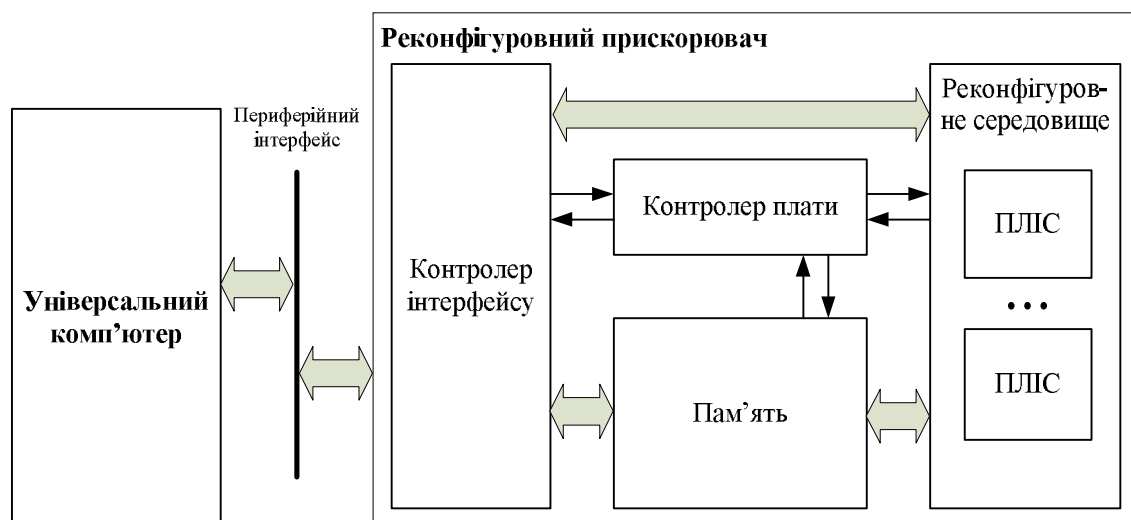 Реконфігуровний прискорювач
Периферійний
інтерфейс
Універсальний
комп’ютер
Контролер
інтерфейсу
Контролер плати
Пам’ять
Реконфігуров-
не середовище
ПЛІС
• • •
ПЛІС